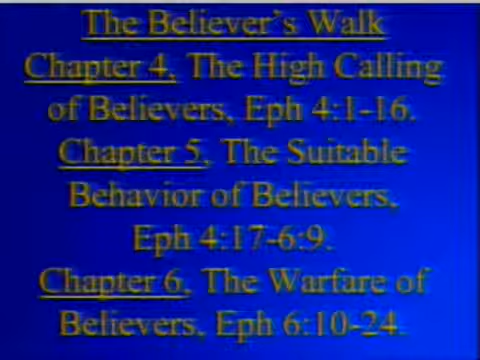 The Believer's Walk
Chapter 4, The High Calling
of Believers, Eph 4:1-16.
Chapter 5, The Suitable
Behavior of Believers,
Eph 4:17-6:9.
Chapter 6, The Warfare of
Believers, Eph 6:10-24.